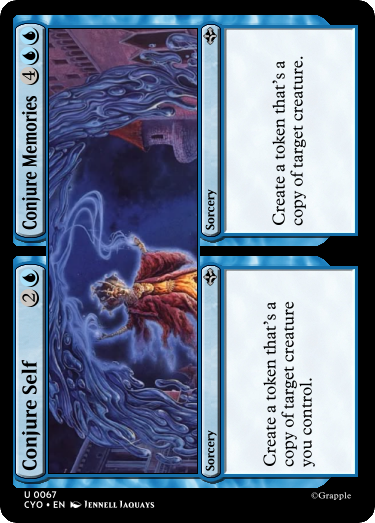 Conjure Self 2
Sorcery
Create a token that's a
copy of target creature
you control.
Conjure Memories 4
Sorcery
Create a token that's a
copy of target creature.
U 0067
CYO • EN Jennell Jaquays
©Grapple